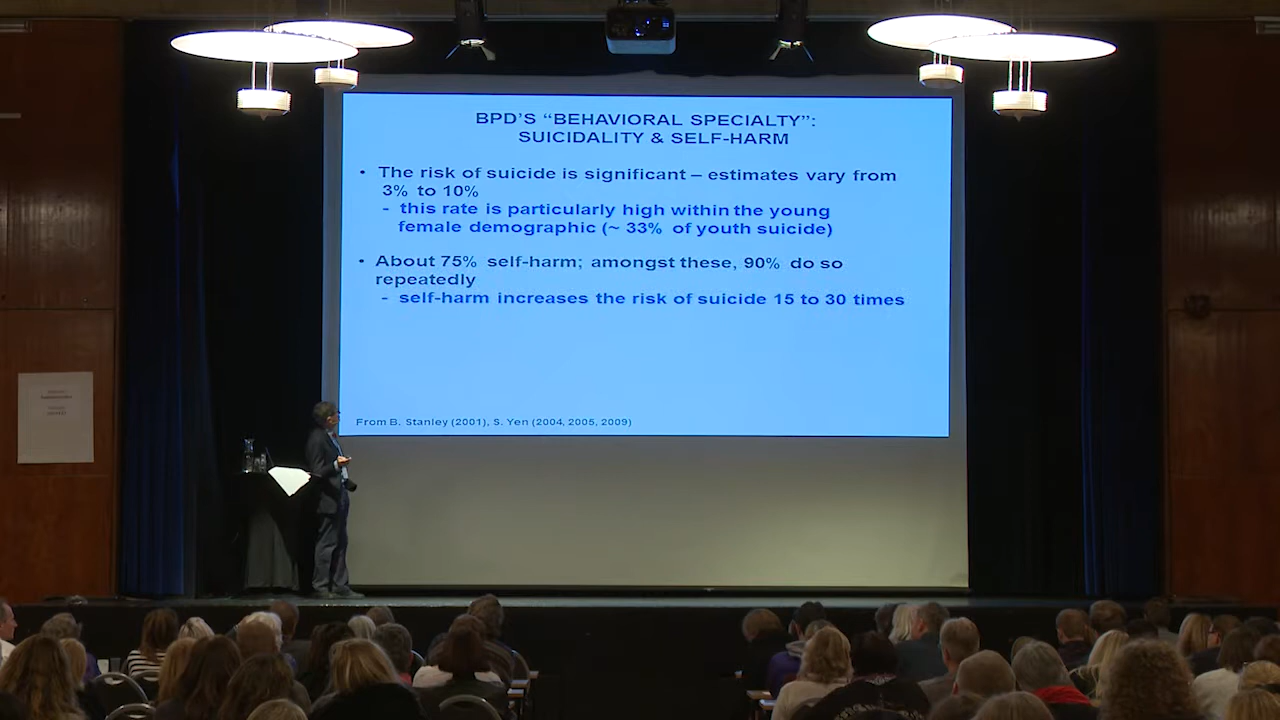 BPD'S “BEHAVIORAL SPECIALTY”:
SUICIDALITY & SELF-HARM
• The risk of suicide is significant – estimates vary from
3% to 10%
- this rate is particularly high within the young
female demographic (~ 33% of youth suicide)
• About 75% self-harm; amongst these, 90% do so
repeatedly
- self-harm increases the risk of suicide 15 to 30 times
From B. Stanley (2001), S. Yen (2004, 2005, 2009)